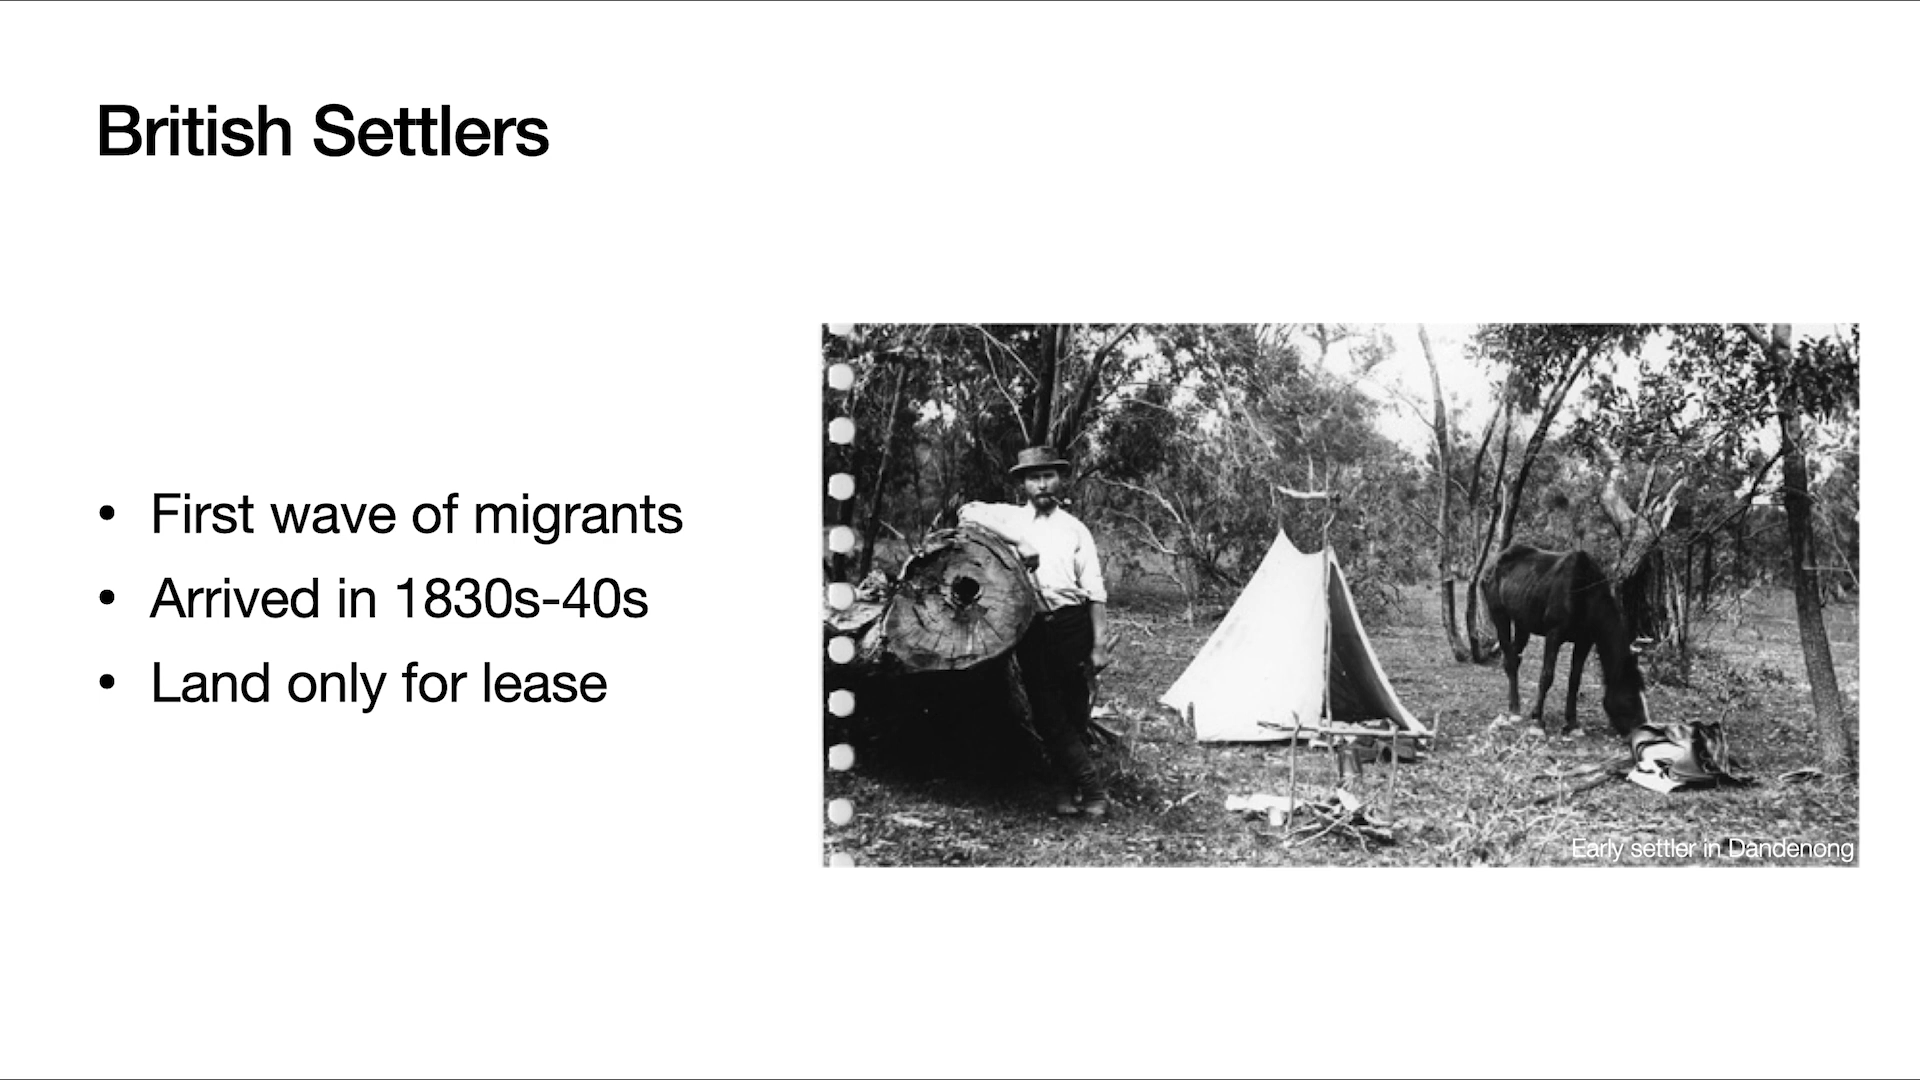 British Settlers
• First wave of migrants
• Arrived in 1830s-40s
• Land only for lease
Early settler in Dandenong